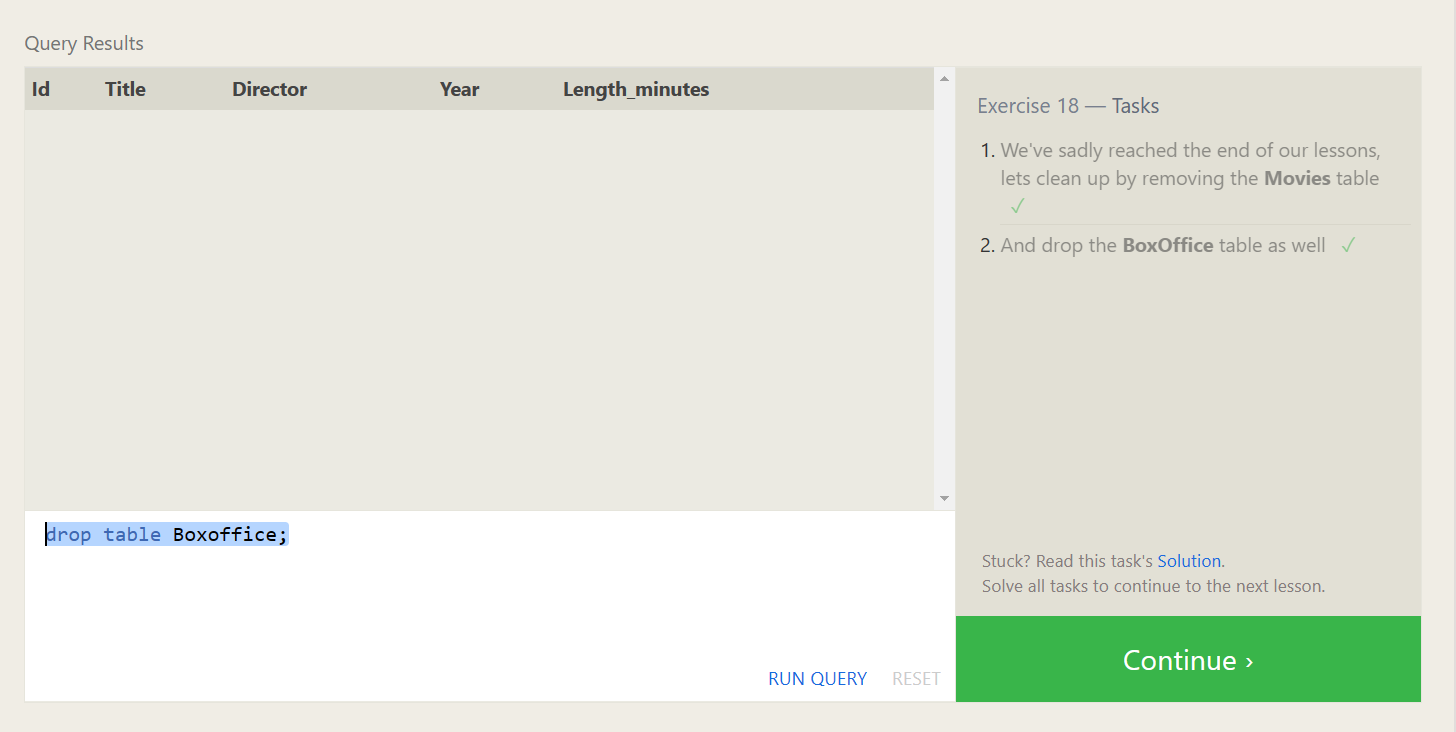 Query Results
Id Title Director Year Length_minutes
Exercise 18 — Tasks
1. We've sadly reached the end of our lessons,
lets clean up by removing the Movies table
✓
2. And drop the BoxOffice table as well ✓
drop table Boxoffice;
Stuck? Read this task's Solution.
Solve all tasks to continue to the next lesson.
RUN QUERY RESET
Continue ›